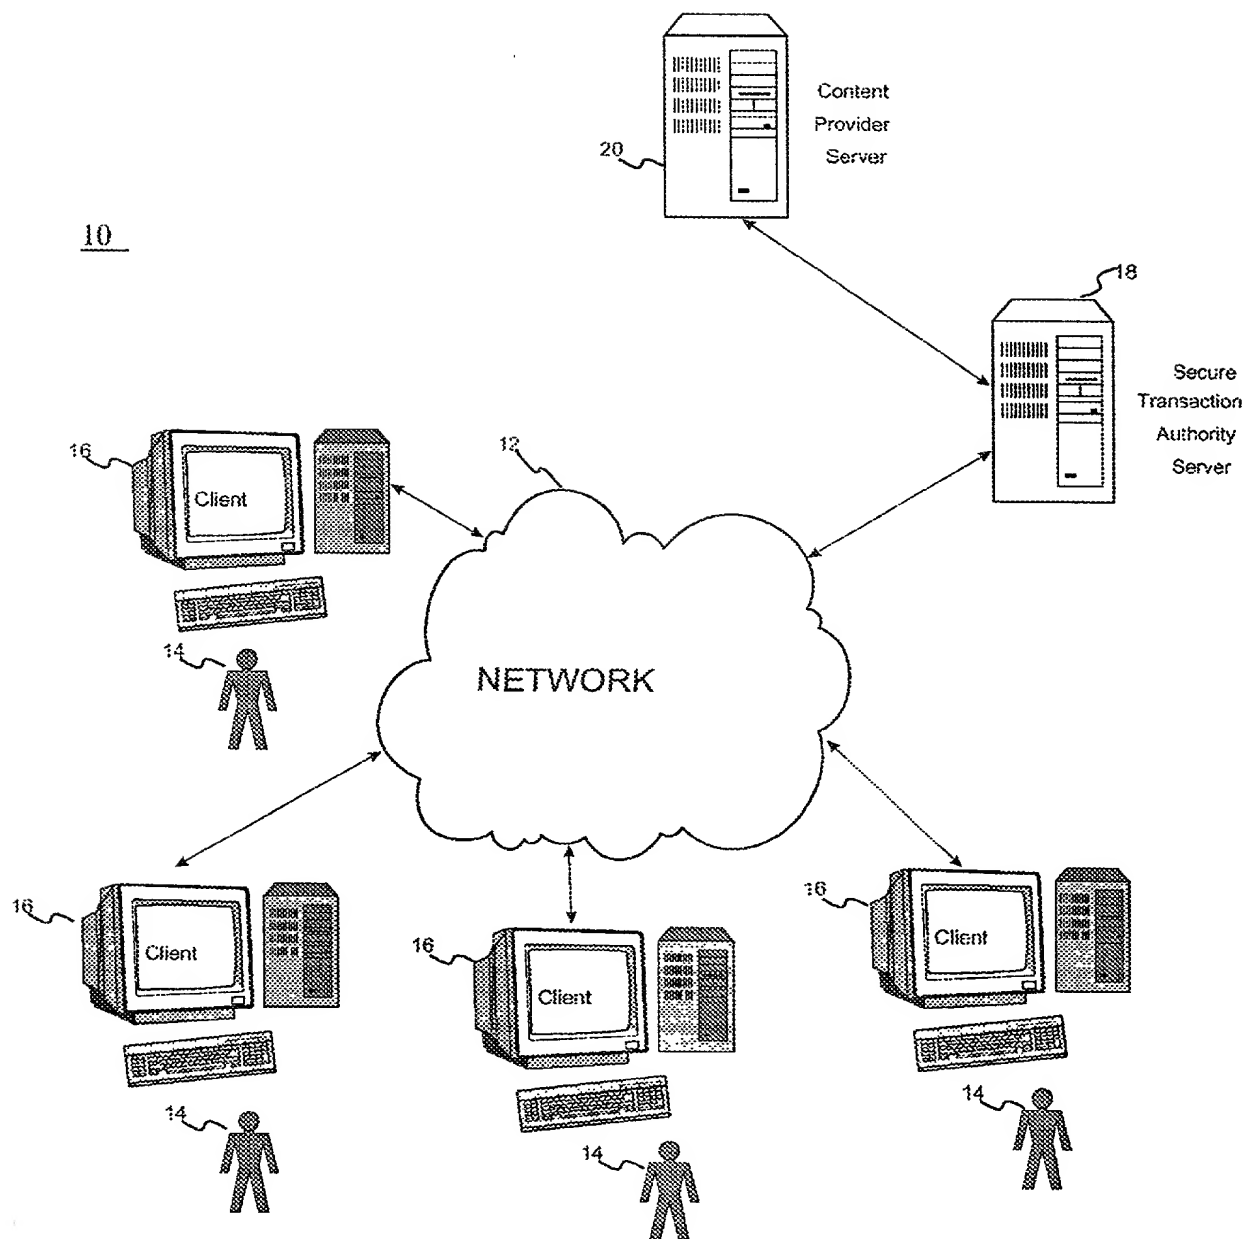 Content
Provider
Server
20
10
18
Secure
Transaction
Authority
Server
16
Client
12
14
NETWORK
16
Client
16
Client
16
Client
14
14
14